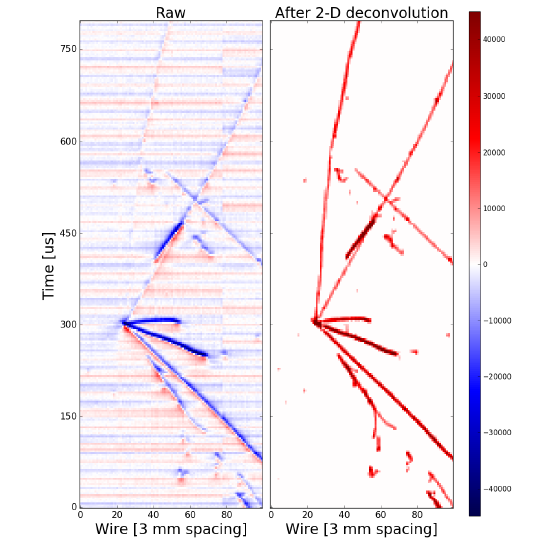 Raw
After 2-D deconvolution
Time [us]
750
600
450
300
150
0
0 20 40 60 80
0 20 40 60 80
Wire [3 mm spacing]
Wire [3 mm spacing]
40000
30000
20000
10000
0
−10000
−20000
−30000
−40000